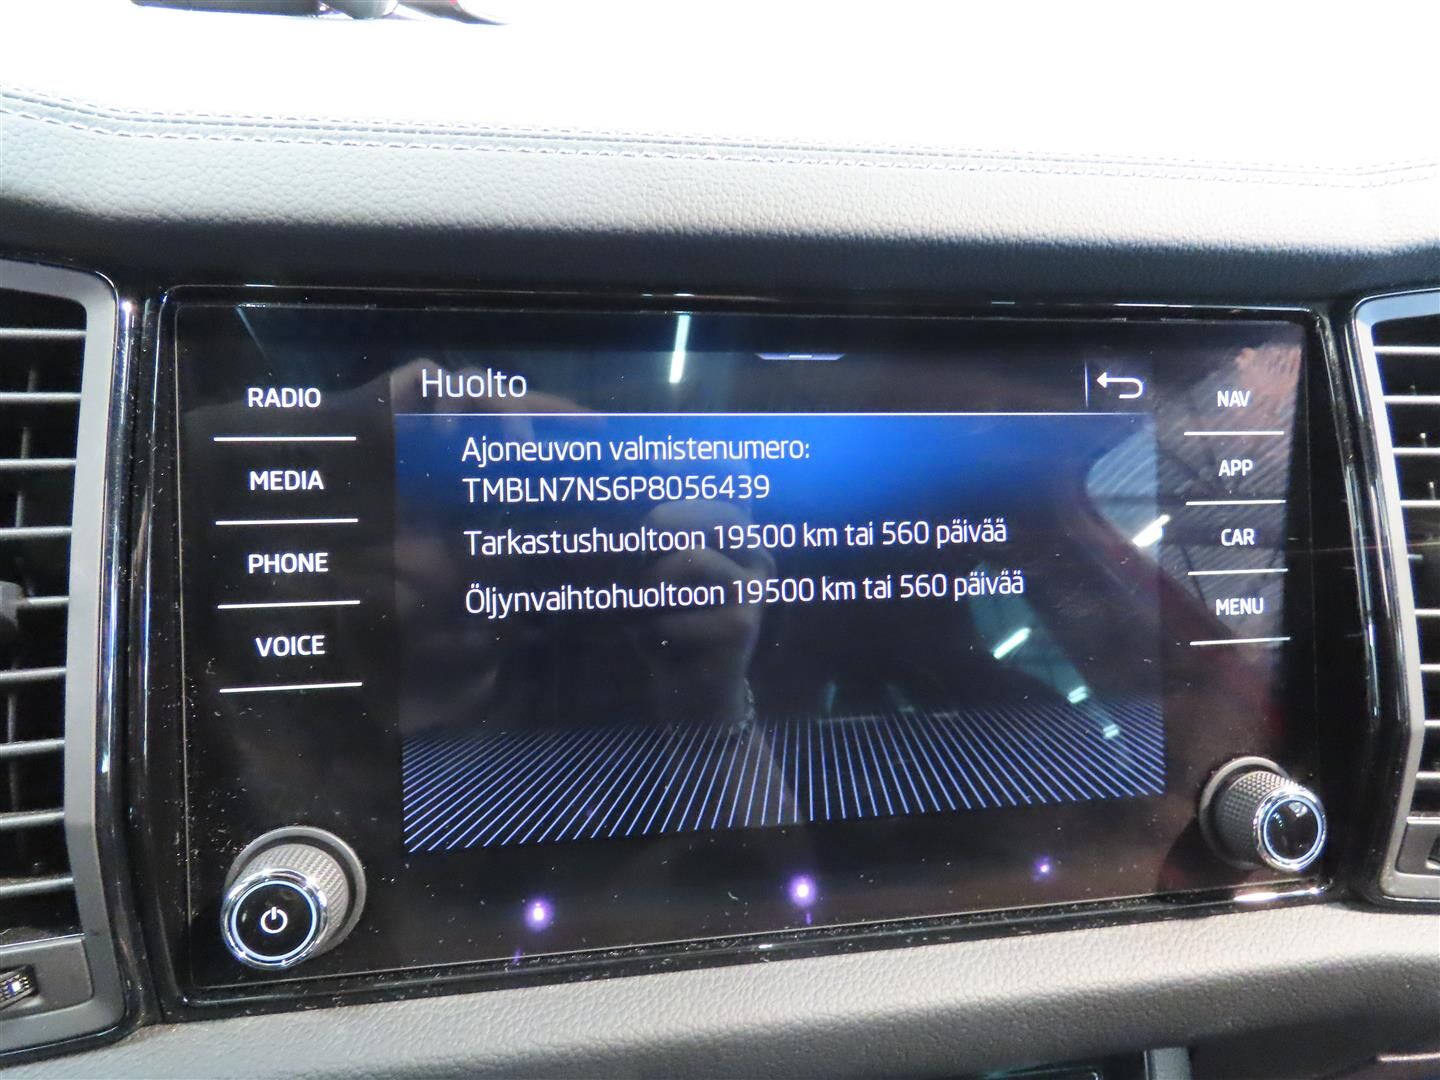 Huolto
RADIO
MEDIA
PHONE
VOICE
Ajoneuvon valmistenumero:
TMBLN7NS6P8056439
Tarkastushuoltoon 19500 km tai 560 päivää
Öljynvaihtohuoltoon 19500 km tai 560 päivää
NAV
APP
CAR
MENU